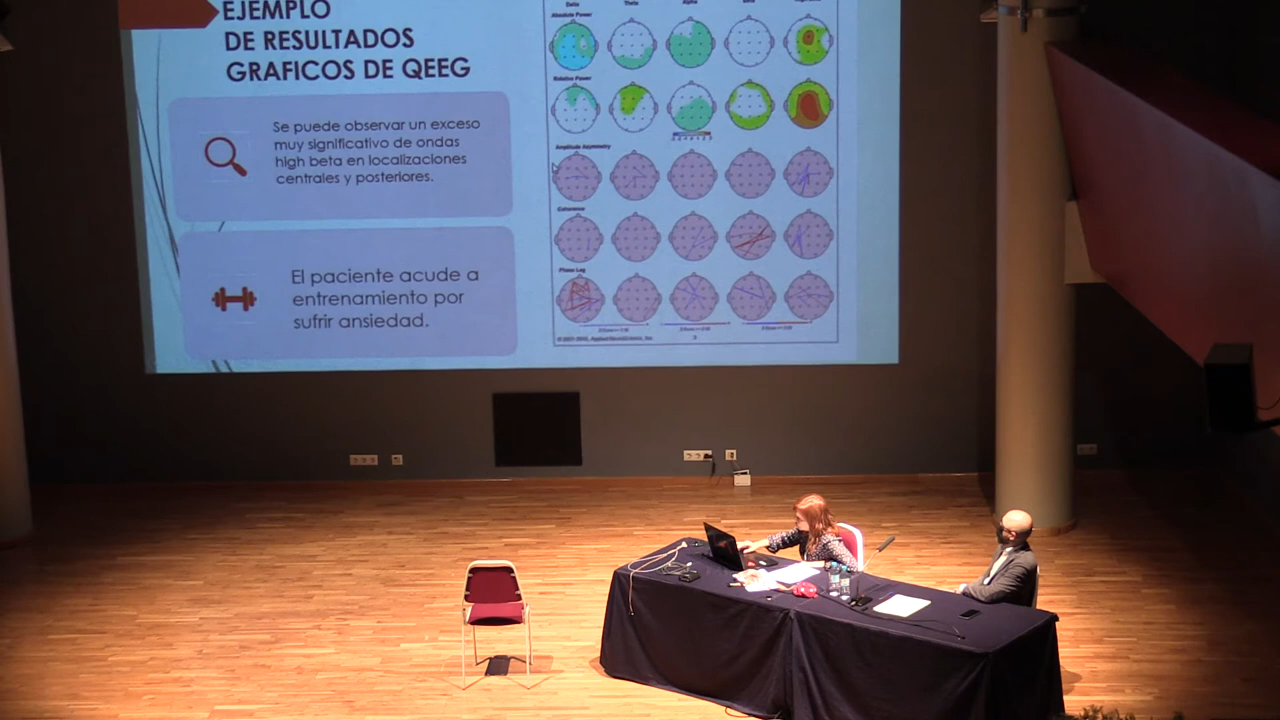 EJEMPLO
DE RESULTADOS
GRAFICOS DE QEEG
Se puede observar un exceso
muy significativo de ondas
high beta en localizaciones
centrales y posteriores.
El paciente acude a
entrenamiento por
sufrir ansiedad.
Delta Theta Alpha
Absolute Power
Relative Power
Amplitude Asymmetry
Coherence
Phase Lag